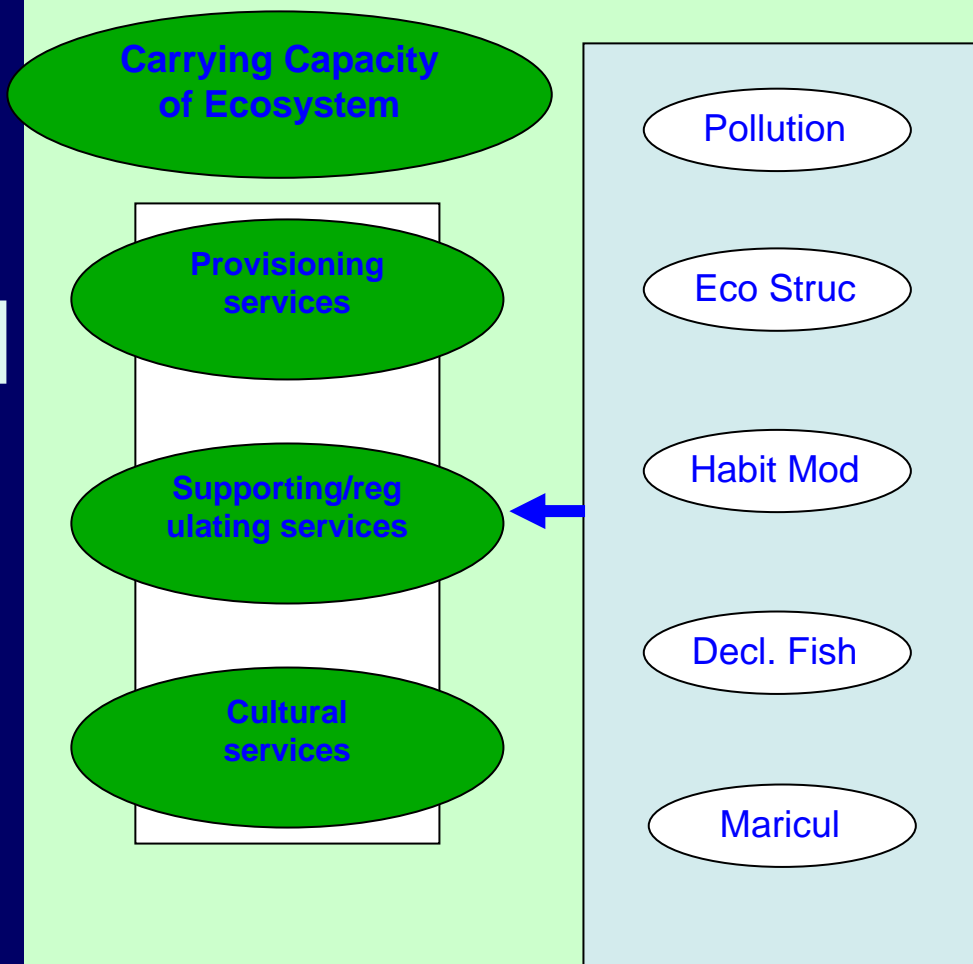 Carrying Capacity
of Ecosystem
Provisioning
services
Supporting/reg
ulating services
Cultural
services
Pollution
Eco Struc
Habit Mod
Decl. Fish
Maricul